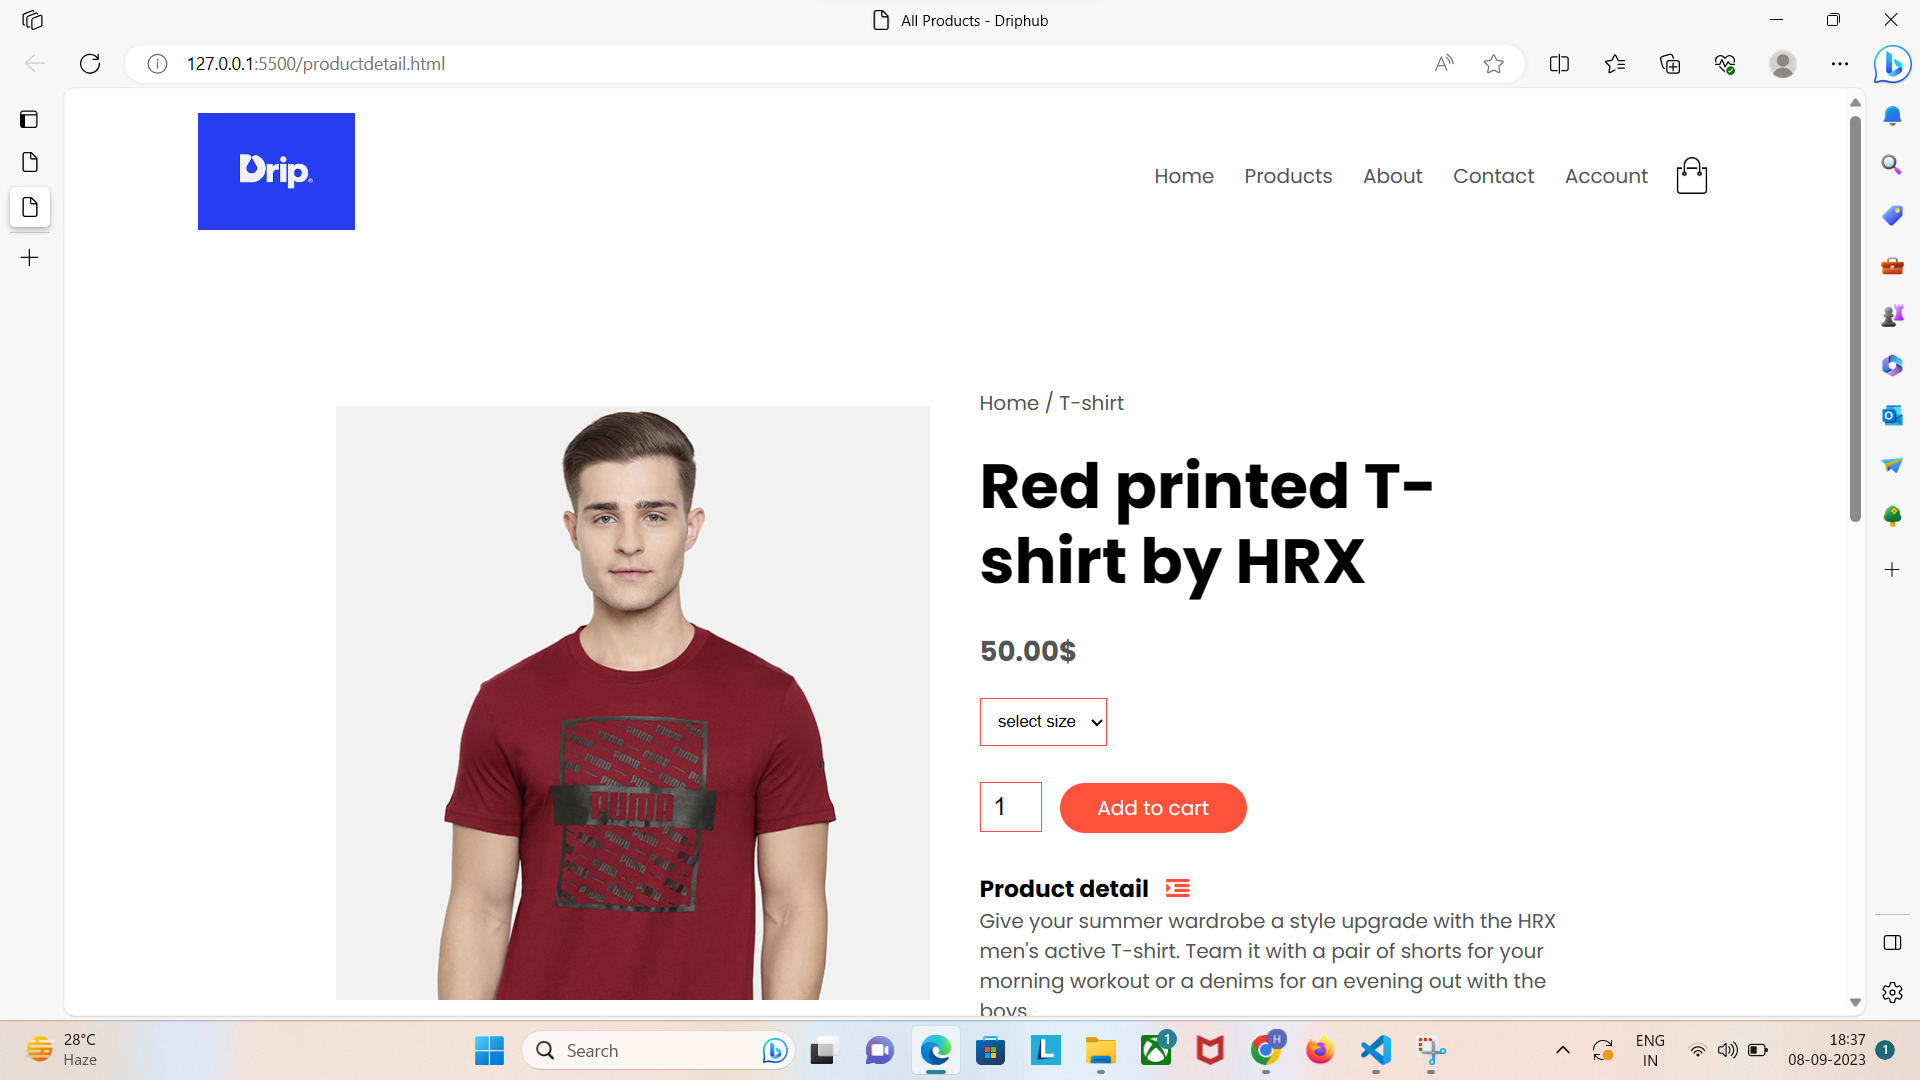 All Products - Driphub
127.0.0.1:5500/productdetail.html
Drip.
Home Products About Contact Account
Home / T-shirt
Red printed T-
shirt by HRX
50.00$
select size
1 Add to cart
PUMA
Product detail
Give your summer wardrobe a style upgrade with the HRX
men's active T-shirt. Team it with a pair of shorts for your
morning workout or a denims for an evening out with the
boys.
28°C
Haze
Search
1
H
ENG
IN
18:37
08-09-2023
1